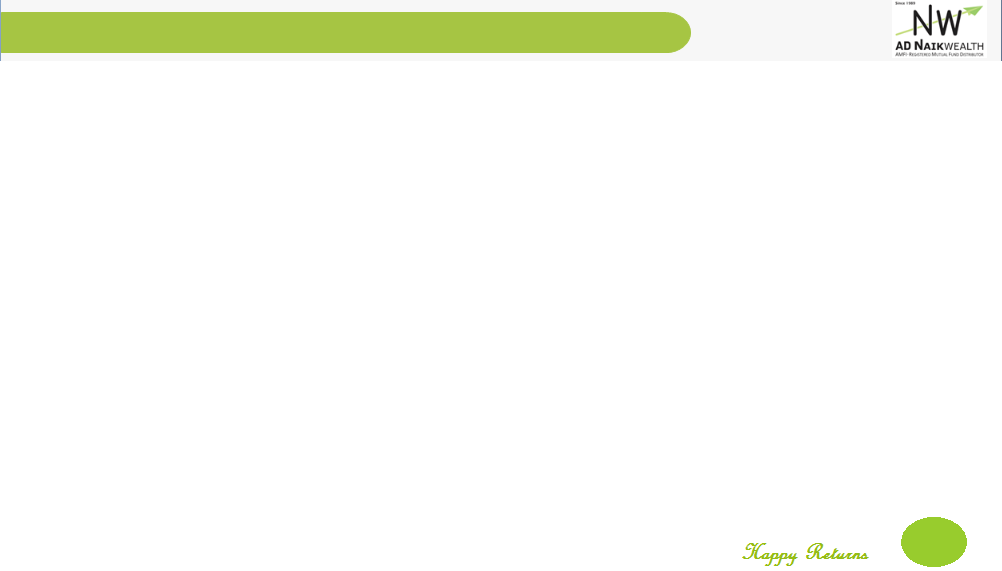 Since 1989
NW
AD NAIKWEALTH
AMFI REGISTERED MUTUAL FUND DISTRIBUTOR
Happy Returns